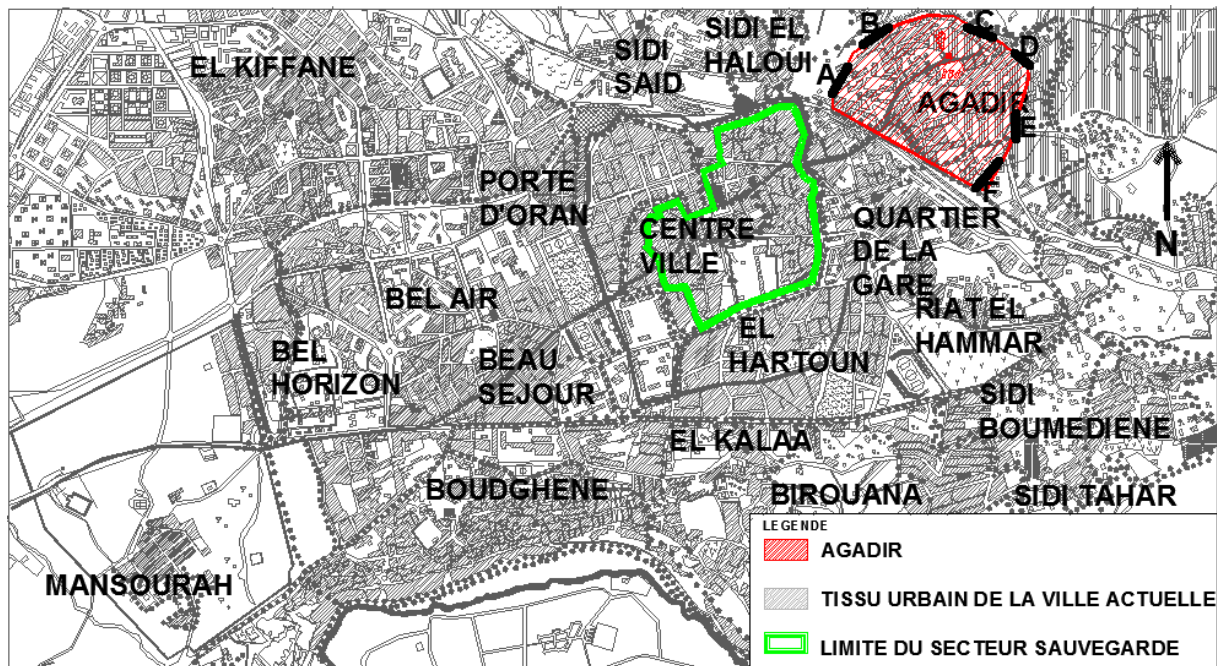 EL KIFFANE
SIDI
SAID
SIDI EL
HALOUI
B
C
D
A
AGADIE
E
F
PORTE
D'ORAN
CENTRE
VILLE
QUARTIER
DE LA
GARE
N
BEL AIR
RIAT EL
HAMMAR
BEL
HORIZON
BEAU
SEJOUR
EL
HARTOUN
SIDI
BOUMEDIENE
EL KALAA
BOUDGHENE
BIROUANA
SIDI TAHAR
MANSOURAH
LEGENDE
AGADIR
TISSU URBAIN DE LA VILLE ACTUELLE
LIMITE DU SECTEUR SAUVEGARDE